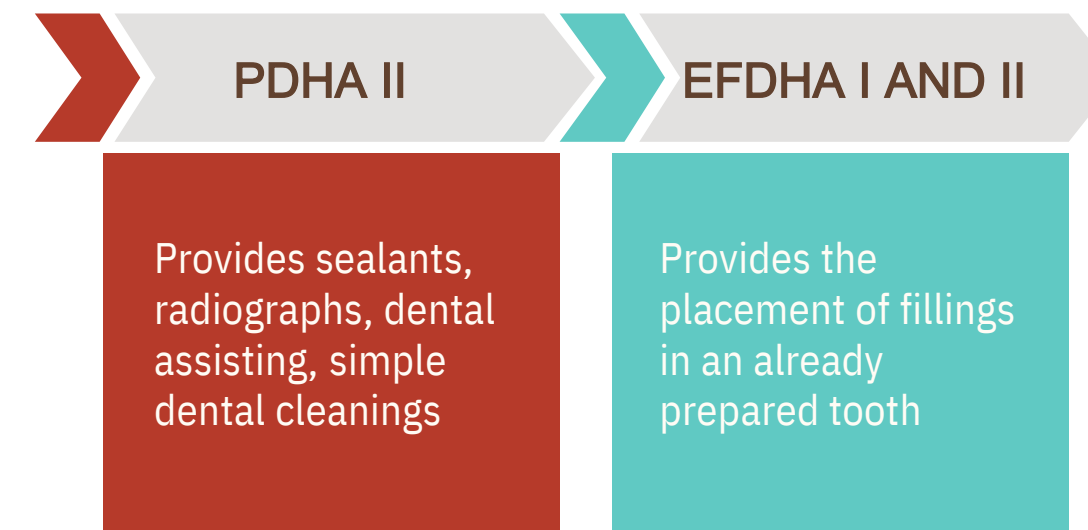 PDHA II
EFDHA I AND II
Provides sealants,
radiographs, dental
assisting, simple
dental cleanings
Provides the
placement of fillings
in an already
prepared tooth